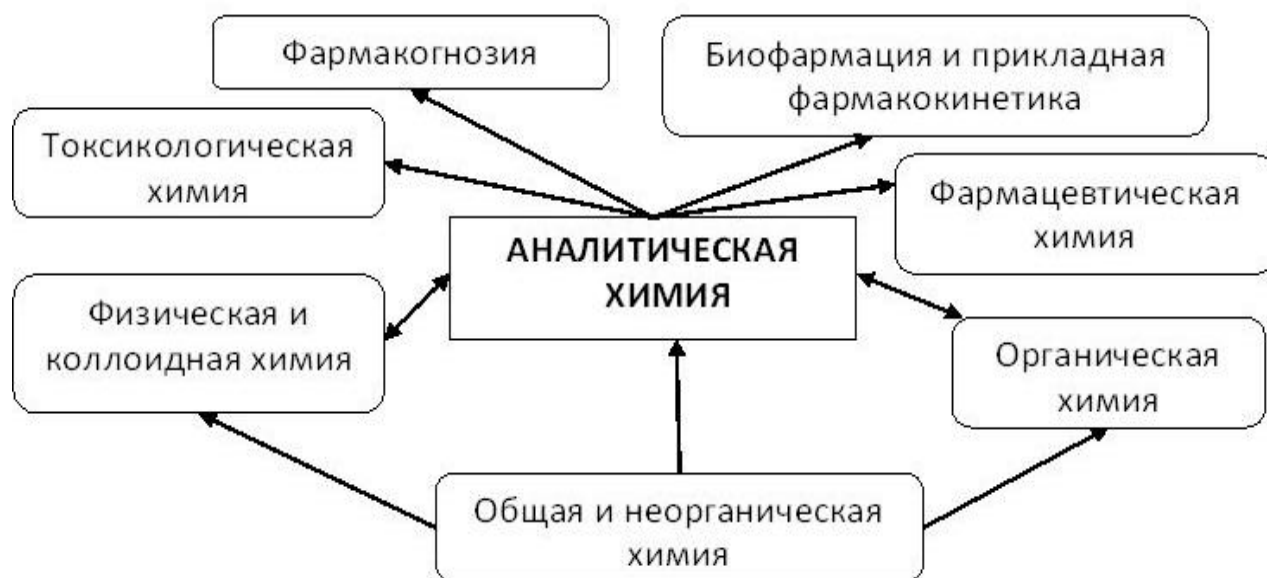 Фармакогнозия
Биофармация и прикладная
фармакокинетика
Токсикологическая
химия
Фармацевтическая
химия
АНАЛИТИЧЕСКАЯ
ХИМИЯ
Физическая и
коллоидная химия
Органическая
химия
Общая и неорганическая
химия